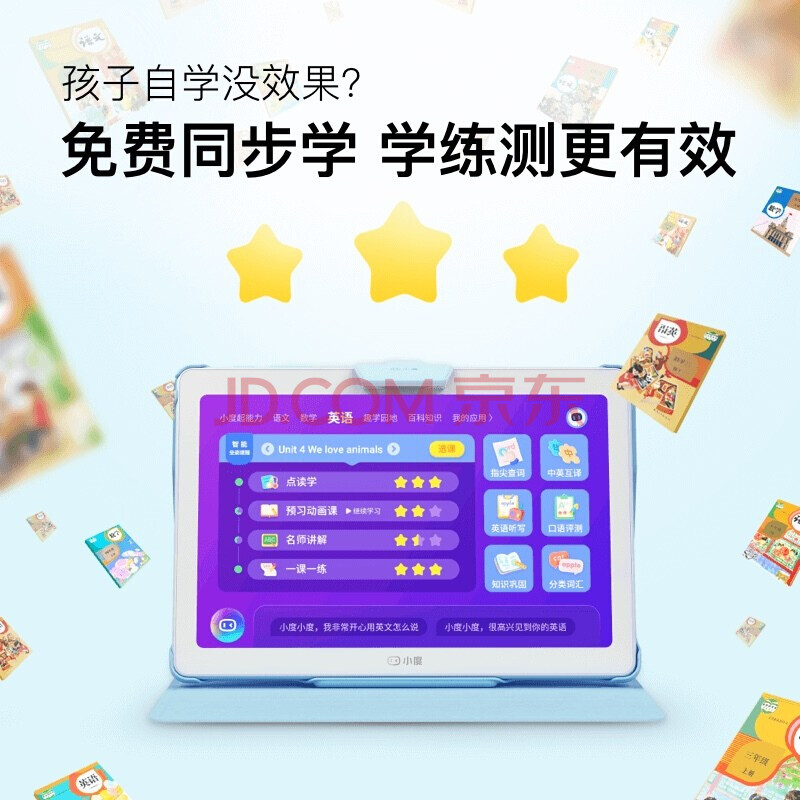 语文
孩子自学没效果?
免费同步学 学练测更有效
数学
JD.COM 京东
小度超能力 语文 数学 英语 趣学园地 百科知识 我的应用 〉
智能
Unit 4 We love animals
选课
点读学
预习动画课 ▶继续学习
名师讲解
ABC
一课一练
指尖查词
中英互译
英语听写
口语评测
知识巩固
分类词汇
apple
小度小度,我非常开心用英文怎么说
小度小度,很高兴见到你的英语
小度
数学
三年级
上册
英语